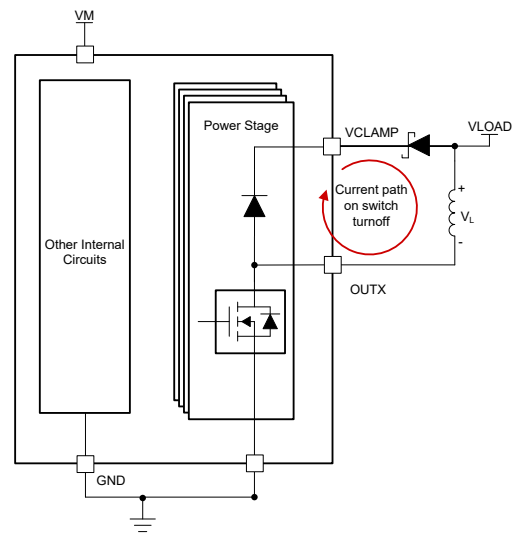 VM
Power Stage
VCLAMP
VLOAD
Current path
on switch
turnoff
+
VL
-
Other Internal
Circuits
OUTX
GND